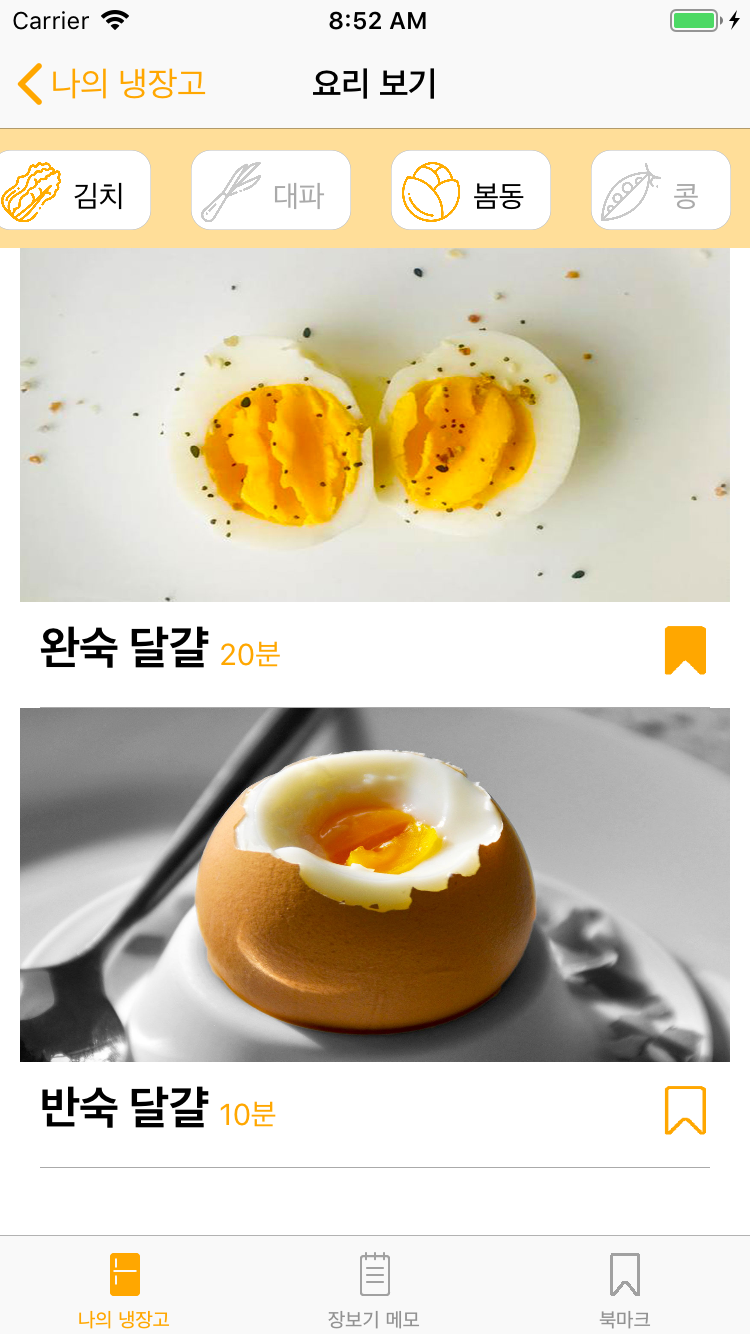 Carrier 8:52 AM
나의 냉장고 요리 보기
김치 대파 봄동 콩
완숙 달걀 20분
반숙 달걀 10분
나의 냉장고 장보기 메모 북마크